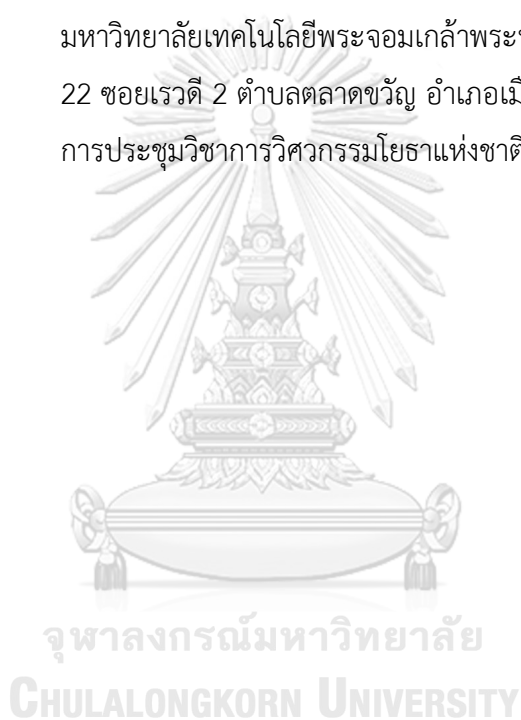 มหาวิทยาลัยเทคโนโลยีพระจอมเกล้าพระ
22 ซอยเรวดี 2 ตำบลตลาดขวัญ อำเภอเมื
การประชุมวิชาการวิศวกรรมโยธาแห่งชาติ
จุฬาลงกรณ์มหาวิทยาลัย
CHULALONGKORN UNIVERSITY